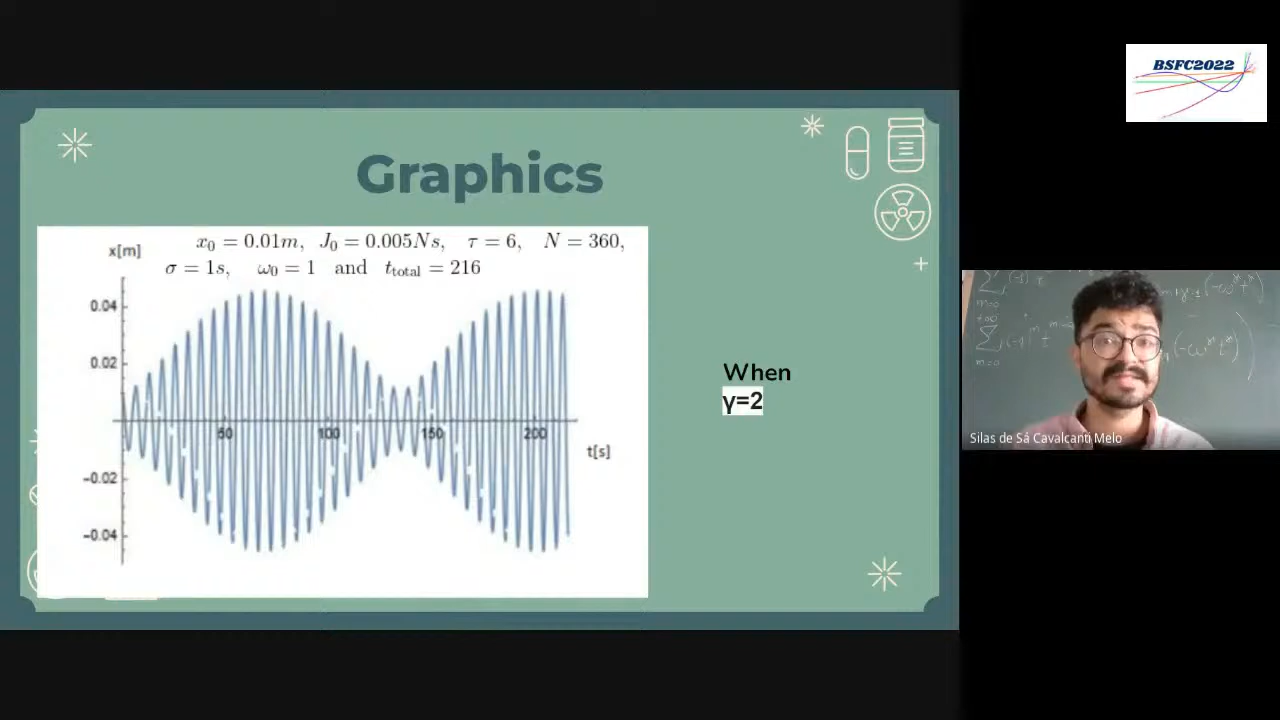 BSFC2022
Graphics
x[m]
x₀ = 0.01m, J₀ = 0.005Ns, τ = 6, N = 360,
σ = 1s, ω₀ = 1 and t_total = 216
0.04
0.02
50 100 150 200
t[s]
-0.02
-0.04
When
γ=2
Silas de Sá Cavalcanti Melo